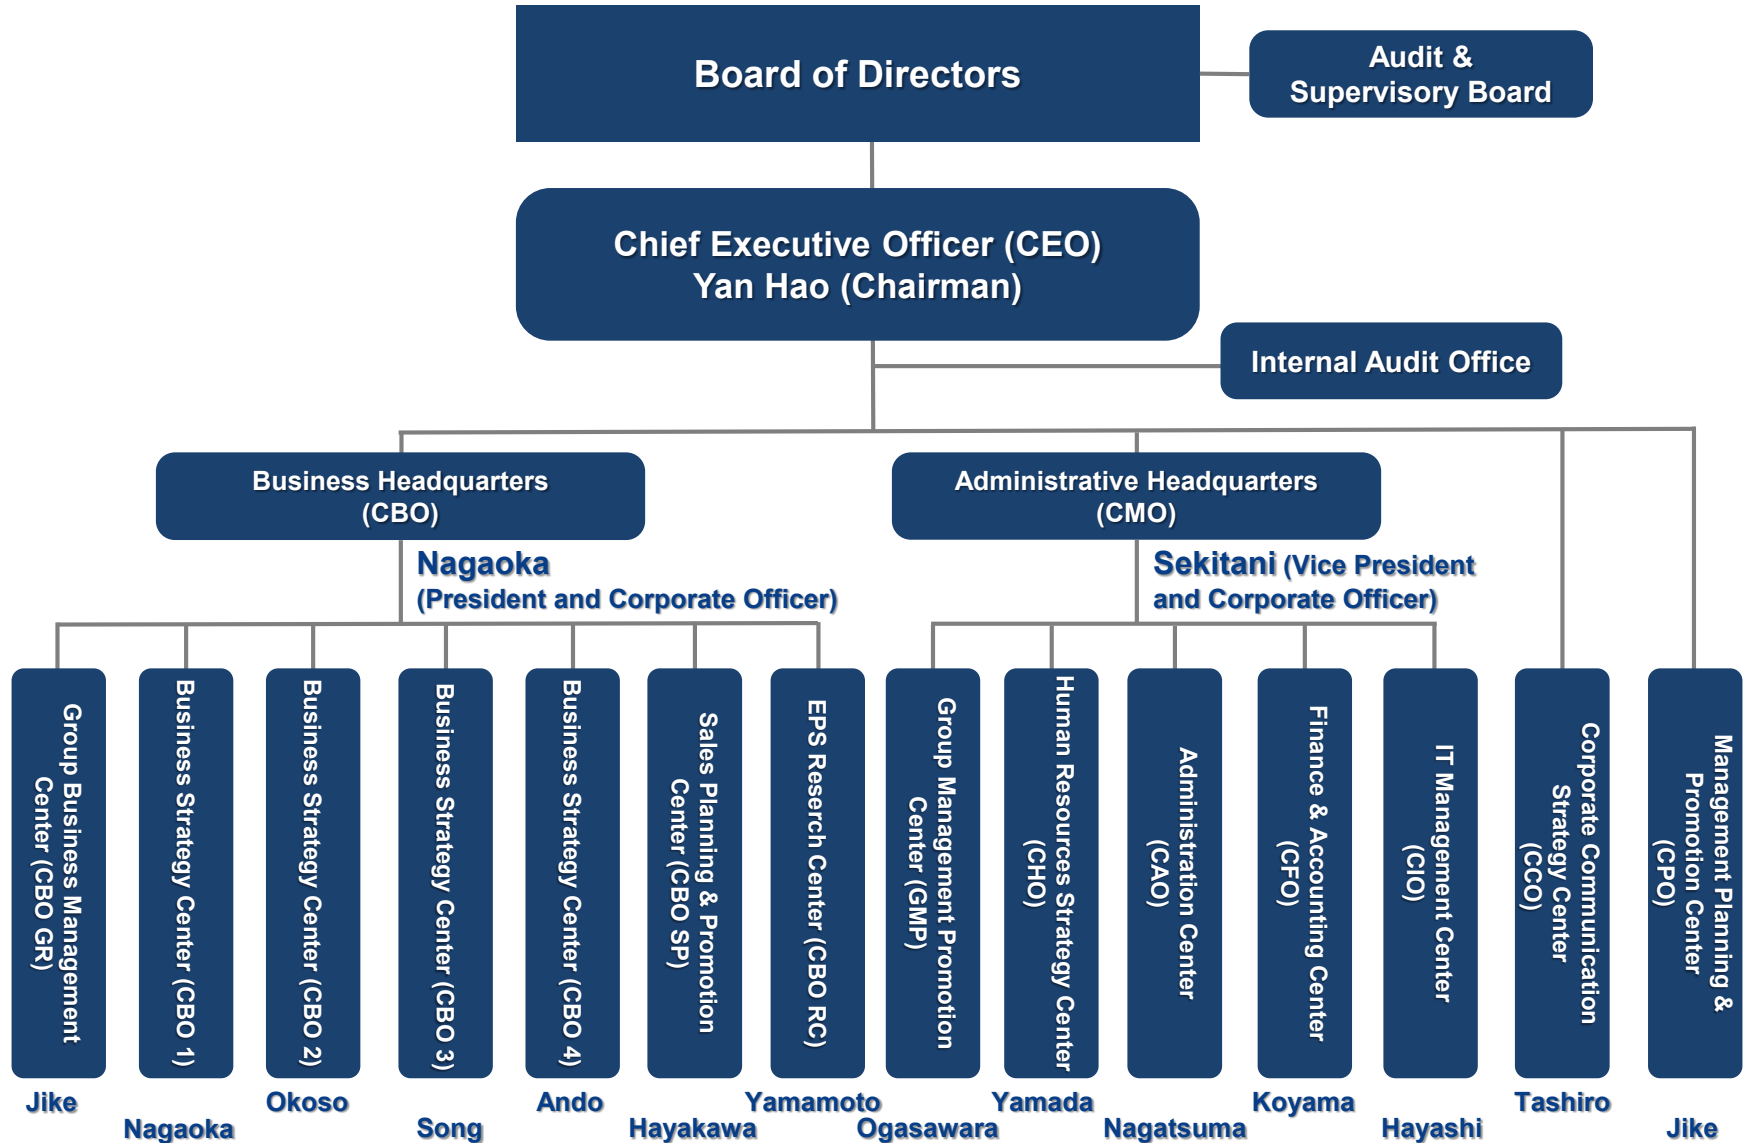 Board of Directors
Audit &
Supervisory Board
Chief Executive Officer (CEO)
Yan Hao (Chairman)
Internal Audit Office
Business Headquarters
(CBO)
Administrative Headquarters
(CMO)
Nagaoka
(President and Corporate Officer)
Sekitani (Vice President
and Corporate Officer)
Group Business Management
Center (CBO GR)
Business Strategy Center (CBO 1)
Business Strategy Center (CBO 2)
Business Strategy Center (CBO 3)
Business Strategy Center (CBO 4)
Sales Planning & Promotion
Center (CBO SP)
EPS Reserch Center (CBO RC)
Group Management Promotion
Center (GMP)
Human Resources Strategy Center
(CHO)
Administration Center
(CAO)
Finance & Accounting Center
(CFO)
IT Management Center
(CIO)
Corporate Communication
Strategy Center
(CCO)
Management Planning &
Promotion Center
(CPO)
Jike
Nagaoka
Okoso
Song
Ando
Hayakawa
Yamamoto
Ogasawara
Yamada
Nagatsuma
Koyama
Hayashi
Tashiro
Jike